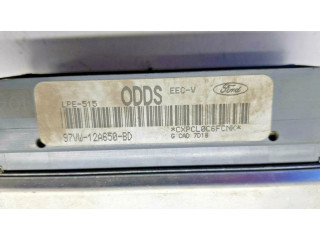 LPE-515 ODDS EEC-V Ford
97VW-12A650-BD *CXPCL0C6FCNK*
G CAD 7D18